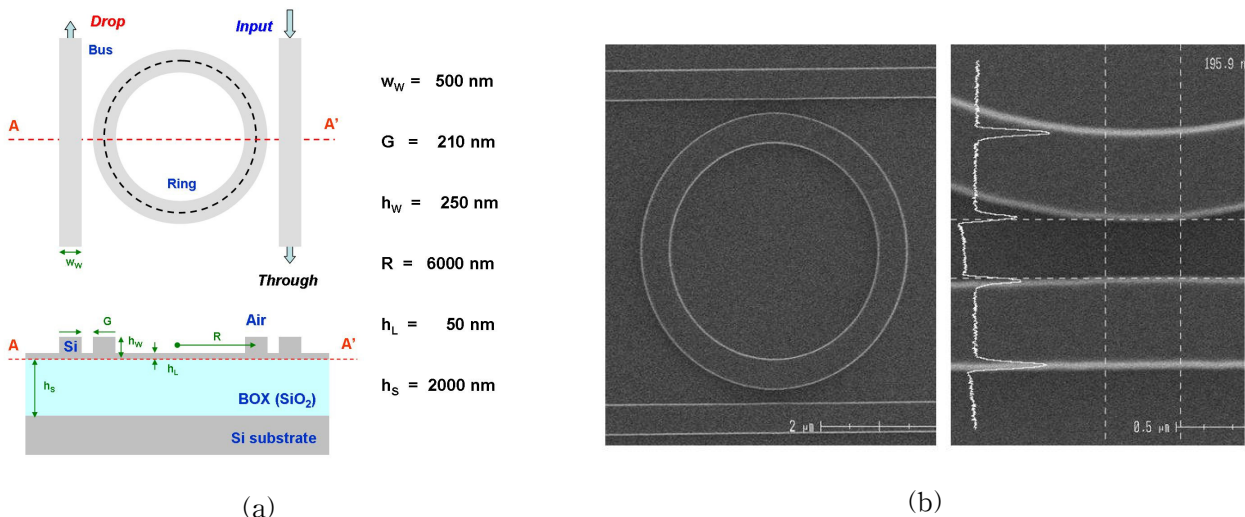 Drop
Input
Bus
A
A'
Ring
w_W
Through
w_W = 500 nm
G = 210 nm
h_W = 250 nm
R = 6000 nm
h_L = 50 nm
h_S = 2000 nm
G
Air
A
Si
h_W
R
A'
h_L
h_S
BOX (SiO₂)
Si substrate
(a)
2 μm
195.9 n
0.5 μm
(b)